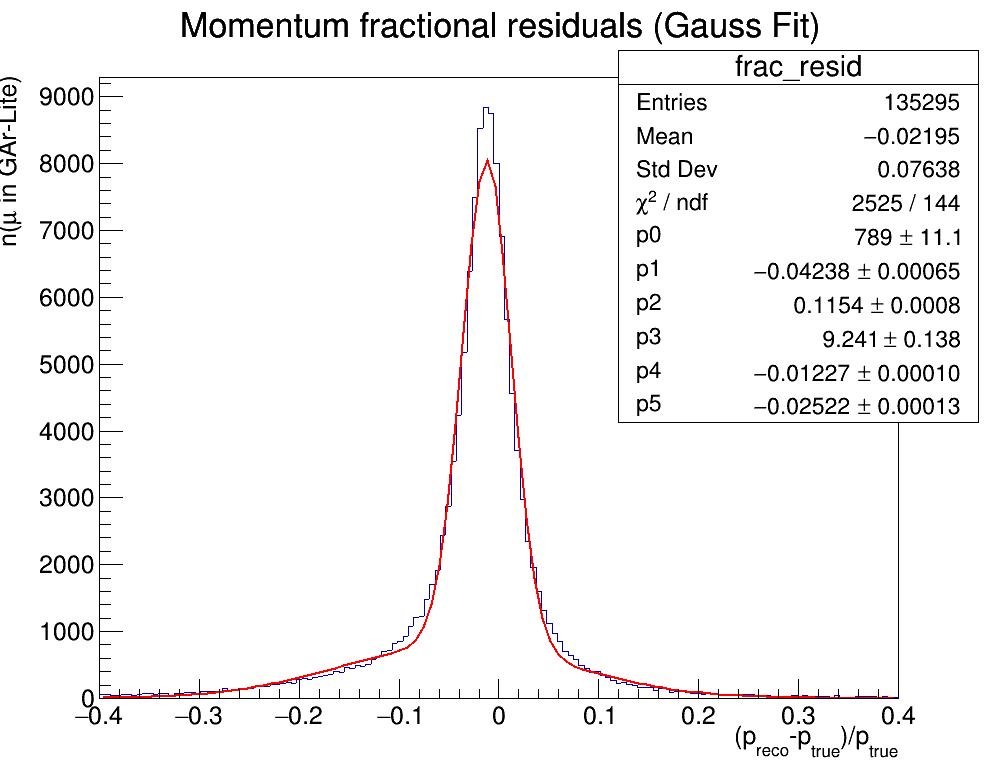 Momentum fractional residuals (Gauss Fit)
n(μ in GAr-Lite)
9000
8000
7000
6000
5000
4000
3000
2000
1000
0
−0.4 −0.3 −0.2 −0.1 0 0.1 0.2 0.3 0.4
(p_reco-p_true)/p_true
frac_resid
Entries 135295
Mean −0.02195
Std Dev 0.07638
χ² / ndf 2525 / 144
p0 789 ± 11.1
p1 −0.04238 ± 0.00065
p2 0.1154 ± 0.0008
p3 9.241 ± 0.138
p4 −0.01227 ± 0.00010
p5 −0.02522 ± 0.00013